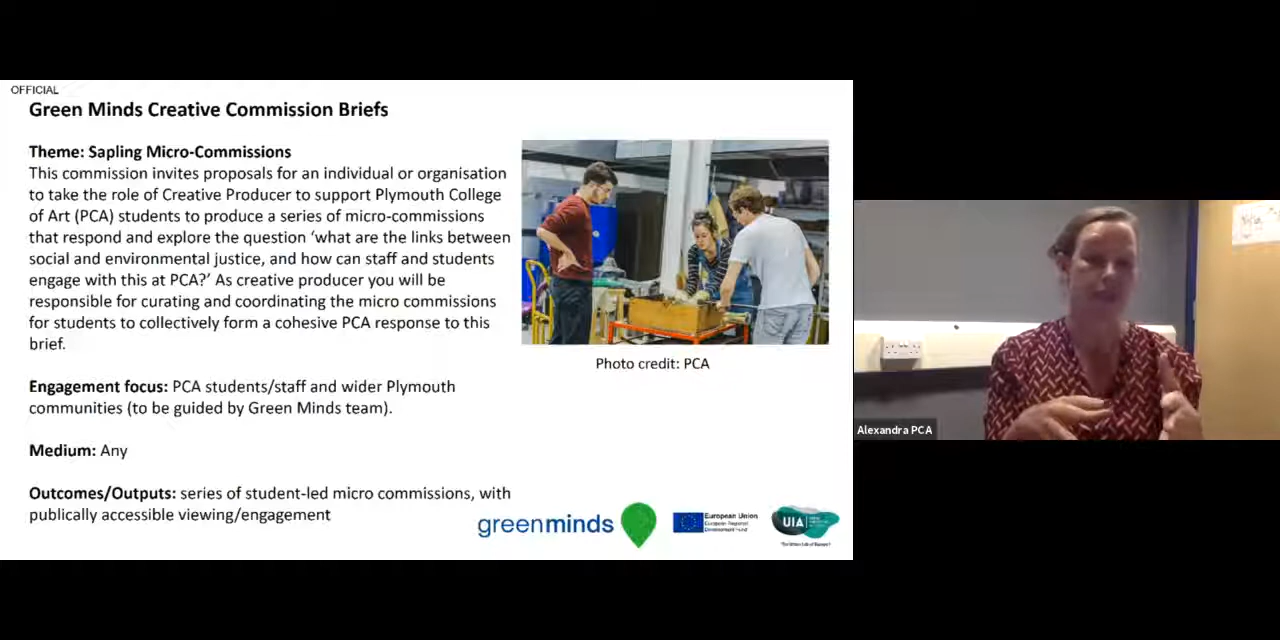 OFFICIAL
Green Minds Creative Commission Briefs
Theme: Sapling Micro-Commissions
This commission invites proposals for an individual or organisation
to take the role of Creative Producer to support Plymouth College
of Art (PCA) students to produce a series of micro-commissions
that respond and explore the question ‘what are the links between
social and environmental justice, and how can staff and students
engage with this at PCA?’ As creative producer you will be
responsible for curating and coordinating the micro commissions
for students to collectively form a cohesive PCA response to this
brief.
Engagement focus: PCA students/staff and wider Plymouth
communities (to be guided by Green Minds team).
Medium: Any
Outcomes/Outputs: series of student-led micro commissions, with
publically accessible viewing/engagement
Photo credit: PCA
greenminds
European Union
European Regional
Development Fund
UIA
Alexandra PCA